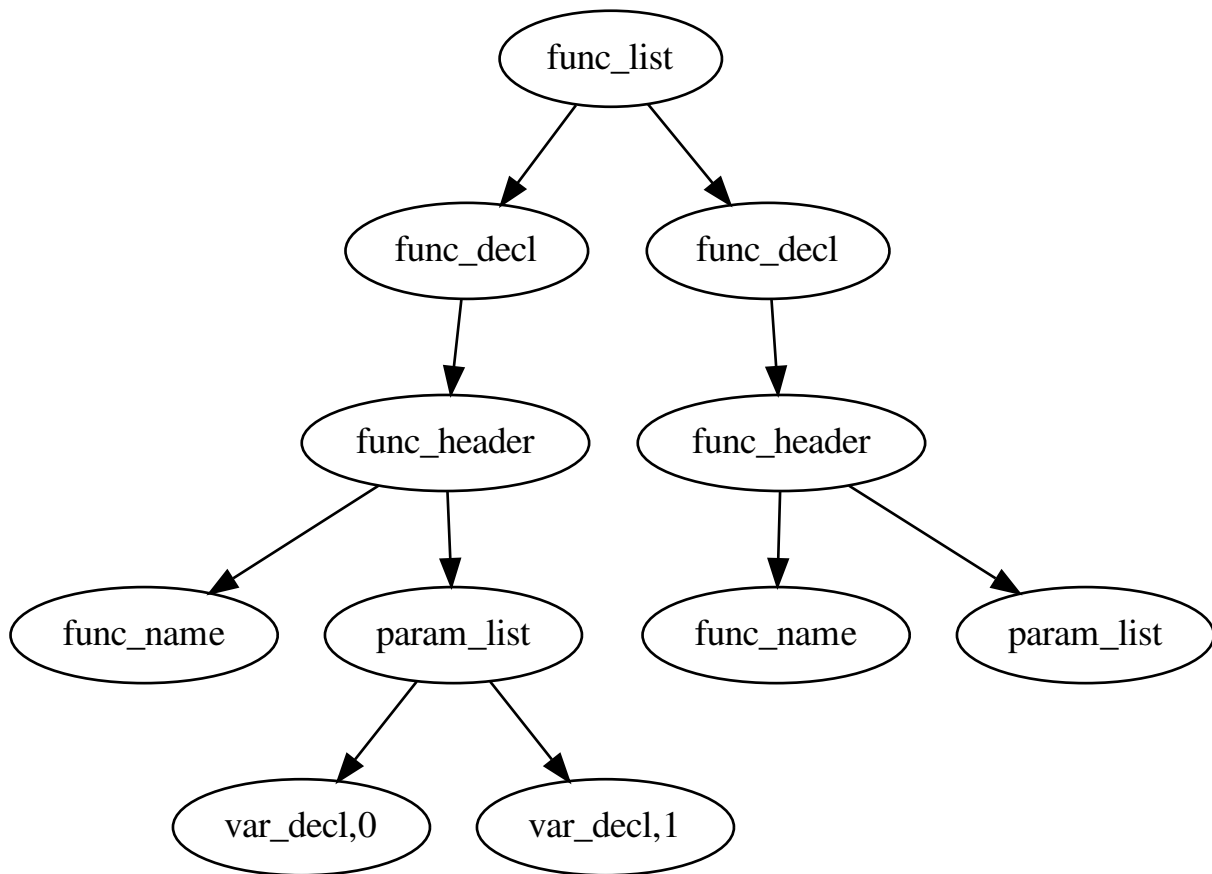 func_list
func_decl
func_decl
func_header
func_header
func_name
param_list
func_name
param_list
var_decl,0
var_decl,1